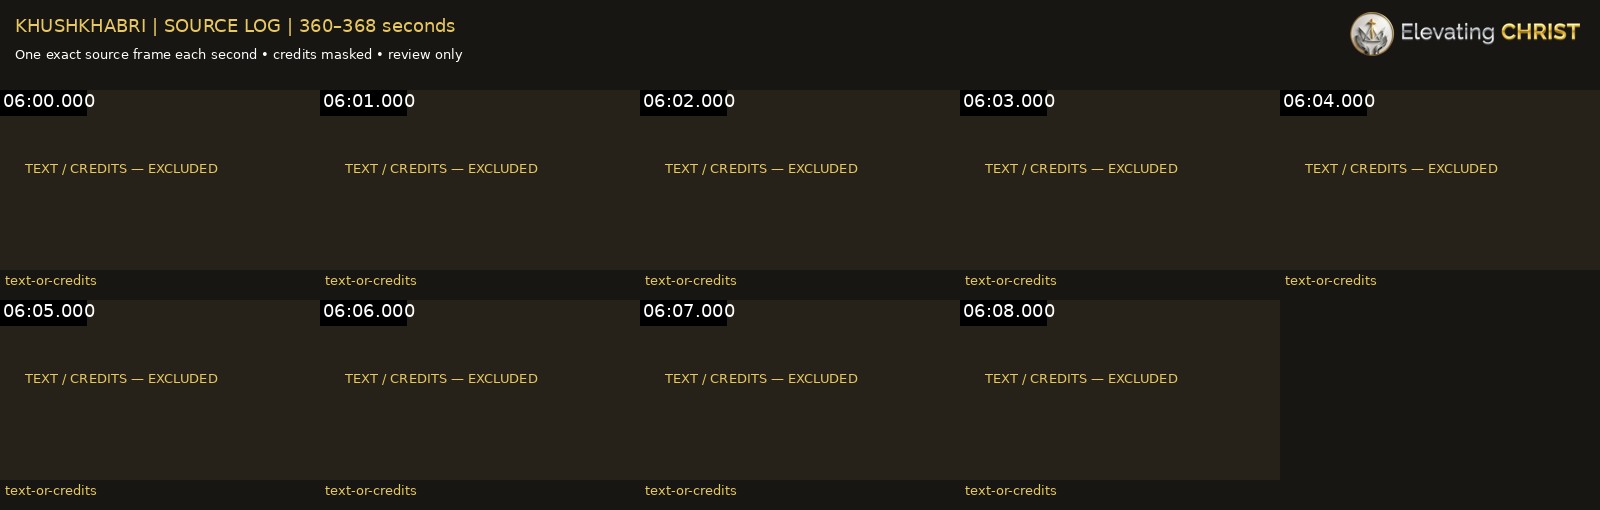 KHUSHKHABRI | SOURCE LOG | 360–368 seconds
One exact source frame each second • credits masked • review only
Elevating CHRIST
06:00.000
06:01.000
06:02.000
06:03.000
06:04.000
TEXT / CREDITS — EXCLUDED
TEXT / CREDITS — EXCLUDED
TEXT / CREDITS — EXCLUDED
TEXT / CREDITS — EXCLUDED
TEXT / CREDITS — EXCLUDED
text-or-credits
text-or-credits
text-or-credits
text-or-credits
text-or-credits
06:05.000
06:06.000
06:07.000
06:08.000
TEXT / CREDITS — EXCLUDED
TEXT / CREDITS — EXCLUDED
TEXT / CREDITS — EXCLUDED
TEXT / CREDITS — EXCLUDED
text-or-credits
text-or-credits
text-or-credits
text-or-credits